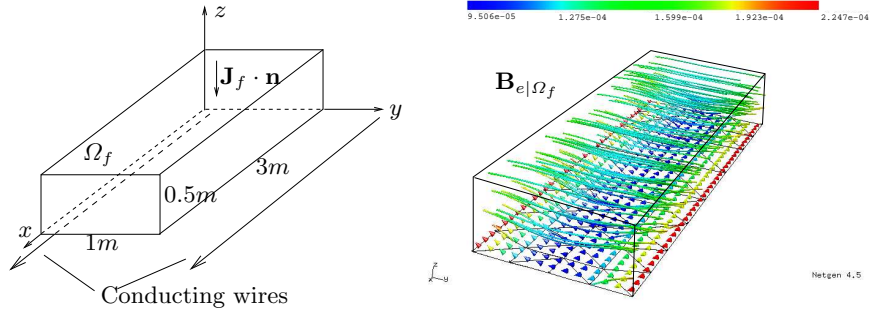 z
J_f · n
y
Ω_f
0.5m
3m
x
1m
Conducting wires
9.506e-05 1.275e-04 1.599e-04 1.923e-04 2.247e-04
B_{e|Ω_f}
z
x y
Netgen 4.5